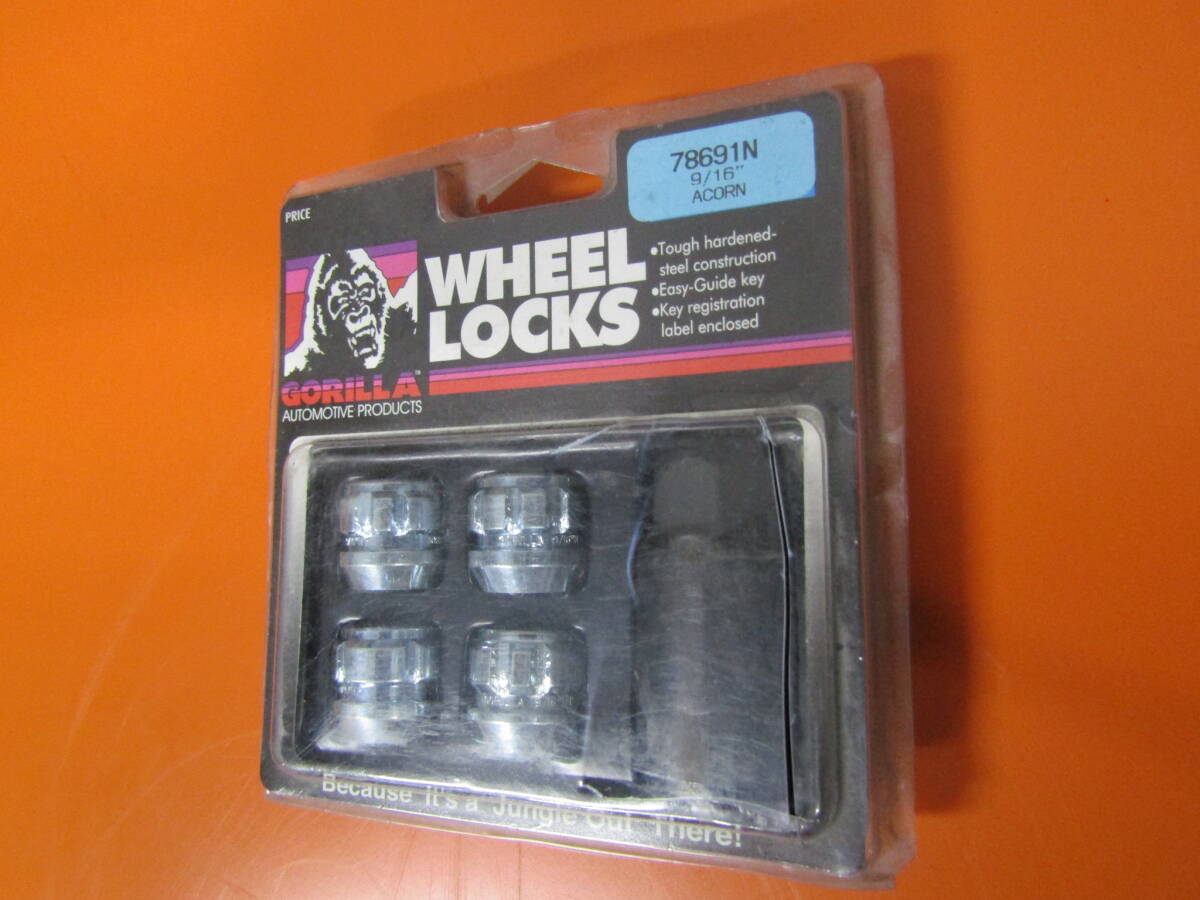 78691N
9/16"
ACORN
PRICE
WHEEL
LOCKS
•Tough hardened-
steel construction
•Easy-Guide key
•Key registration
label enclosed
GORILLA™
AUTOMOTIVE PRODUCTS
Because it's a Jungle Out There!